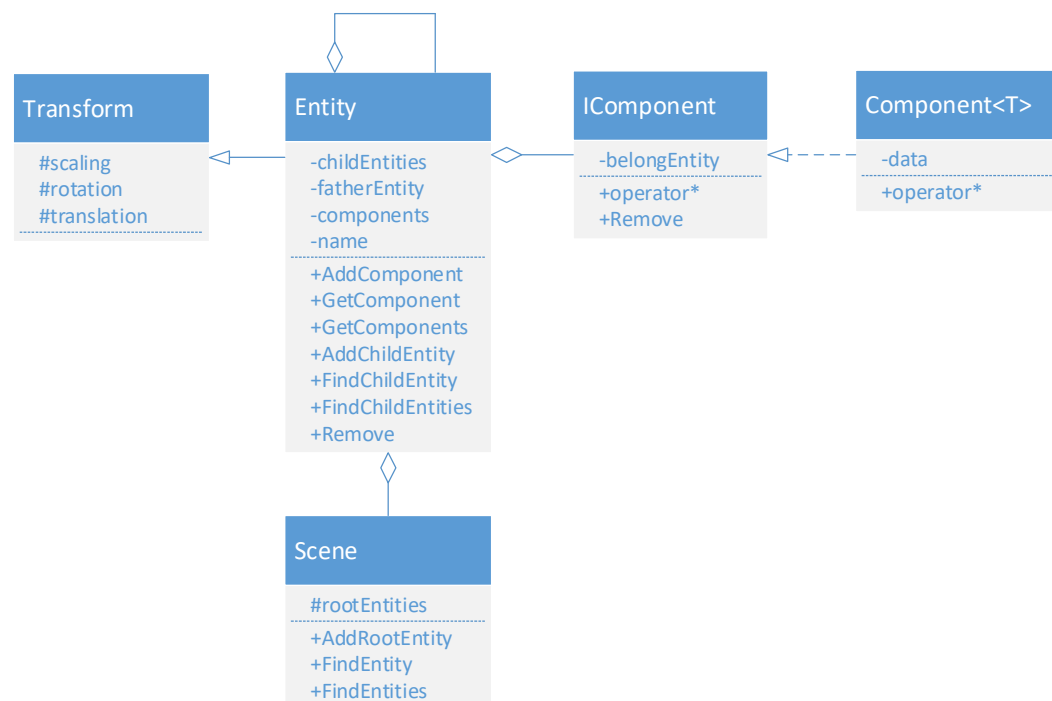 Transform
#scaling
#rotation
#translation
Entity
-childEntities
-fatherEntity
-components
-name
+AddComponent
+GetComponent
+GetComponents
+AddChildEntity
+FindChildEntity
+FindChildEntities
+Remove
IComponent
-belongEntity
+operator*
+Remove
Component<T>
-data
+operator*
Scene
#rootEntities
+AddRootEntity
+FindEntity
+FindEntities